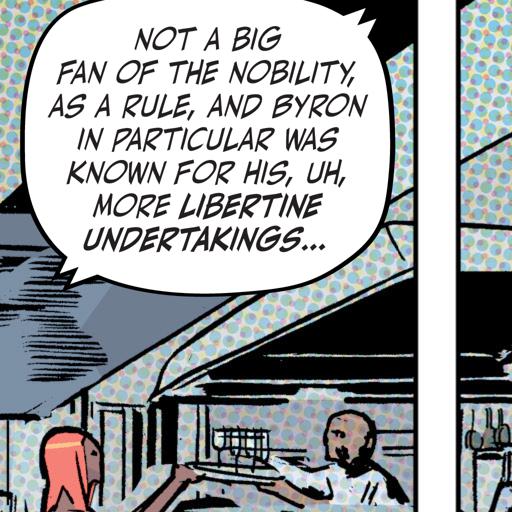 NOT A BIG
FAN OF THE NOBILITY,
AS A RULE, AND BYRON
IN PARTICULAR WAS
KNOWN FOR HIS, UH,
MORE LIBERTINE
UNDERTAKINGS...